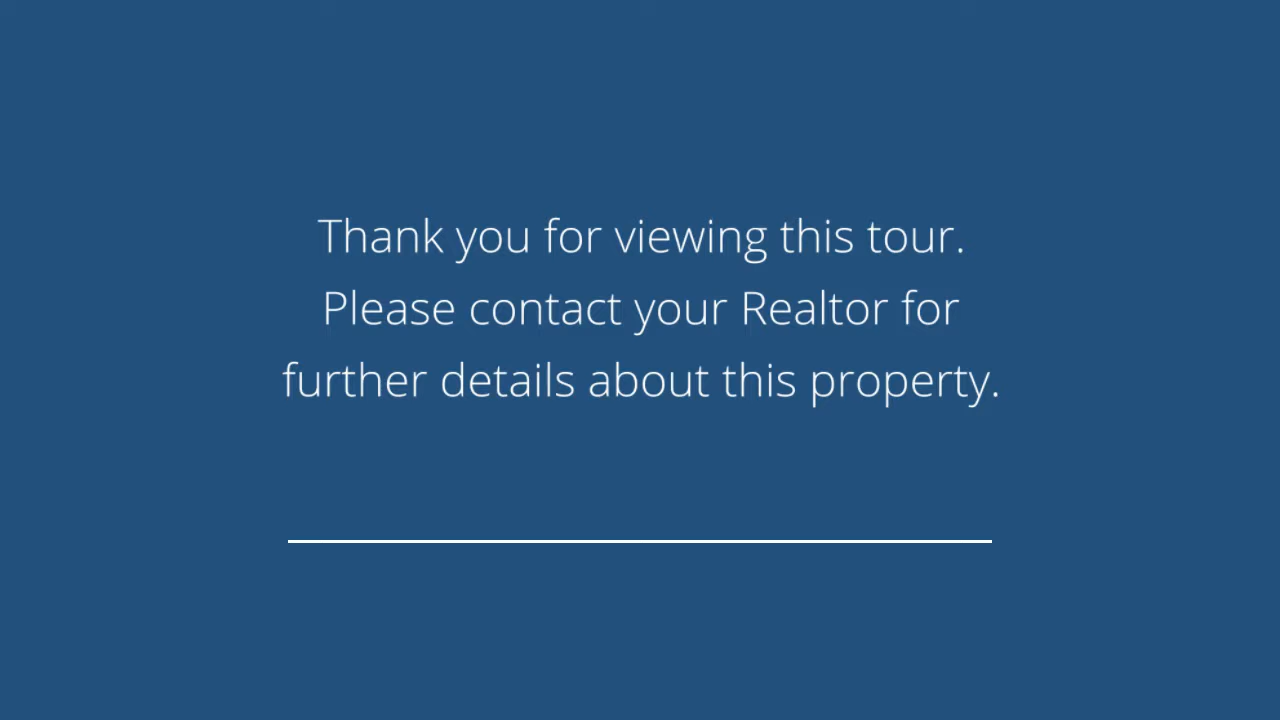 Thank you for viewing this tour.
Please contact your Realtor for
further details about this property.